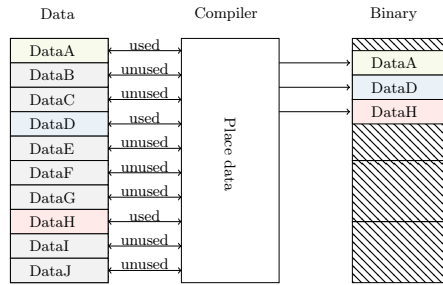 Data Compiler Binary
DataA used
DataB unused
DataC unused
DataD used
DataE unused
DataF unused
DataG unused
DataH used
DataI unused
DataJ unused
Place data
DataA
DataD
DataH